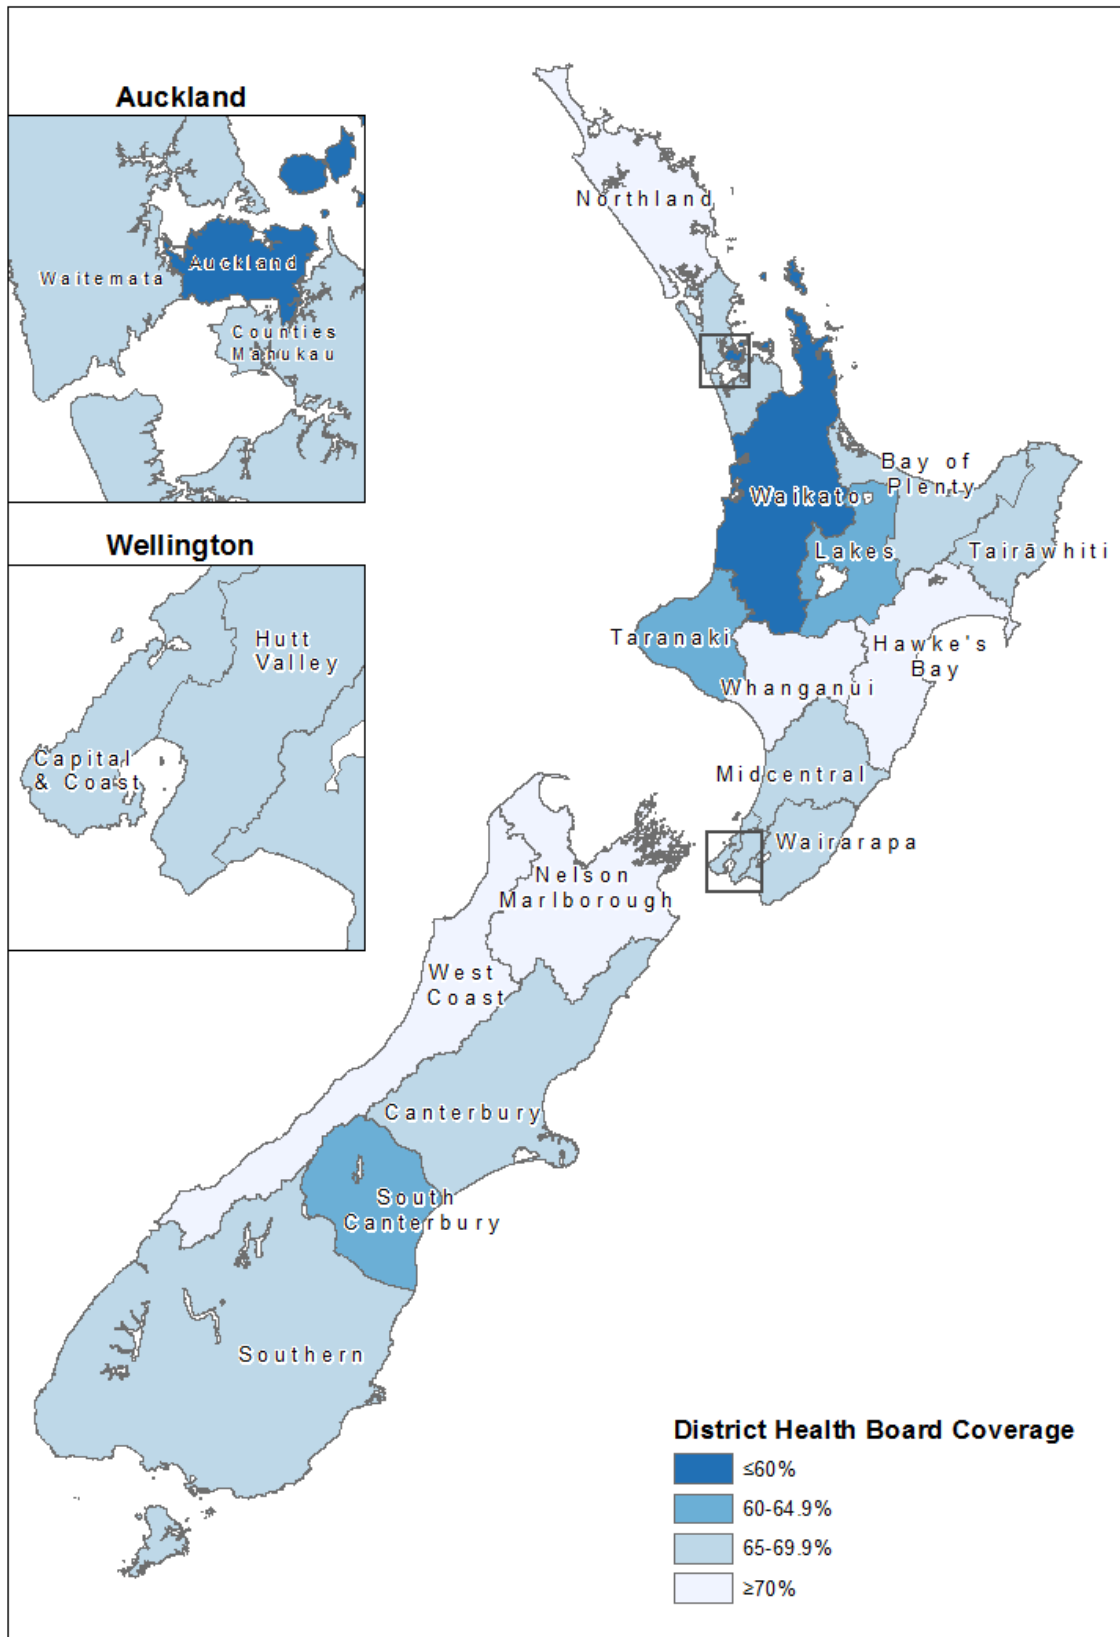 Auckland
Waitemata
Auckland
Counties
Manukau
Wellington
Hutt
Valley
Capital
& Coast
Northland
Waikato
Bay of
Plenty
Lakes
Tairāwhiti
Taranaki
Hawke's
Bay
Whanganui
Midcentral
Wairarapa
Nelson
Marlborough
West
Coast
Canterbury
South
Canterbury
Southern
District Health Board Coverage
≤60%
60-64.9%
65-69.9%
≥70%